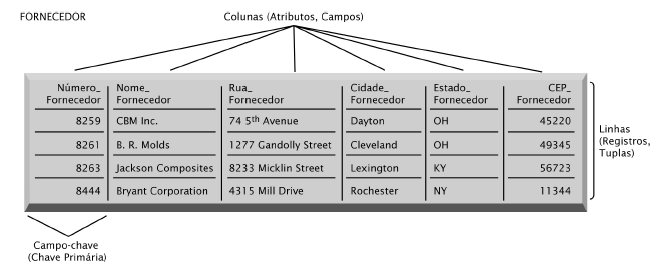 FORNECEDOR
Colunas (Atributos, Campos)
Número_ Nome_ Rua_ Cidade_ Estado_ CEP_
Fornecedor Fornecedor Fornecedor Fornecedor Fornecedor Fornecedor
8259 CBM Inc. 74 5th Avenue Dayton OH 45220
8261 B. R. Molds 1277 Gandolly Street Cleveland OH 49345
8263 Jackson Composites 8233 Micklin Street Lexington KY 56723
8444 Bryant Corporation 4315 Mill Drive Rochester NY 11344
Linhas
(Registros,
Tuplas)
Campo-chave
(Chave Primária)